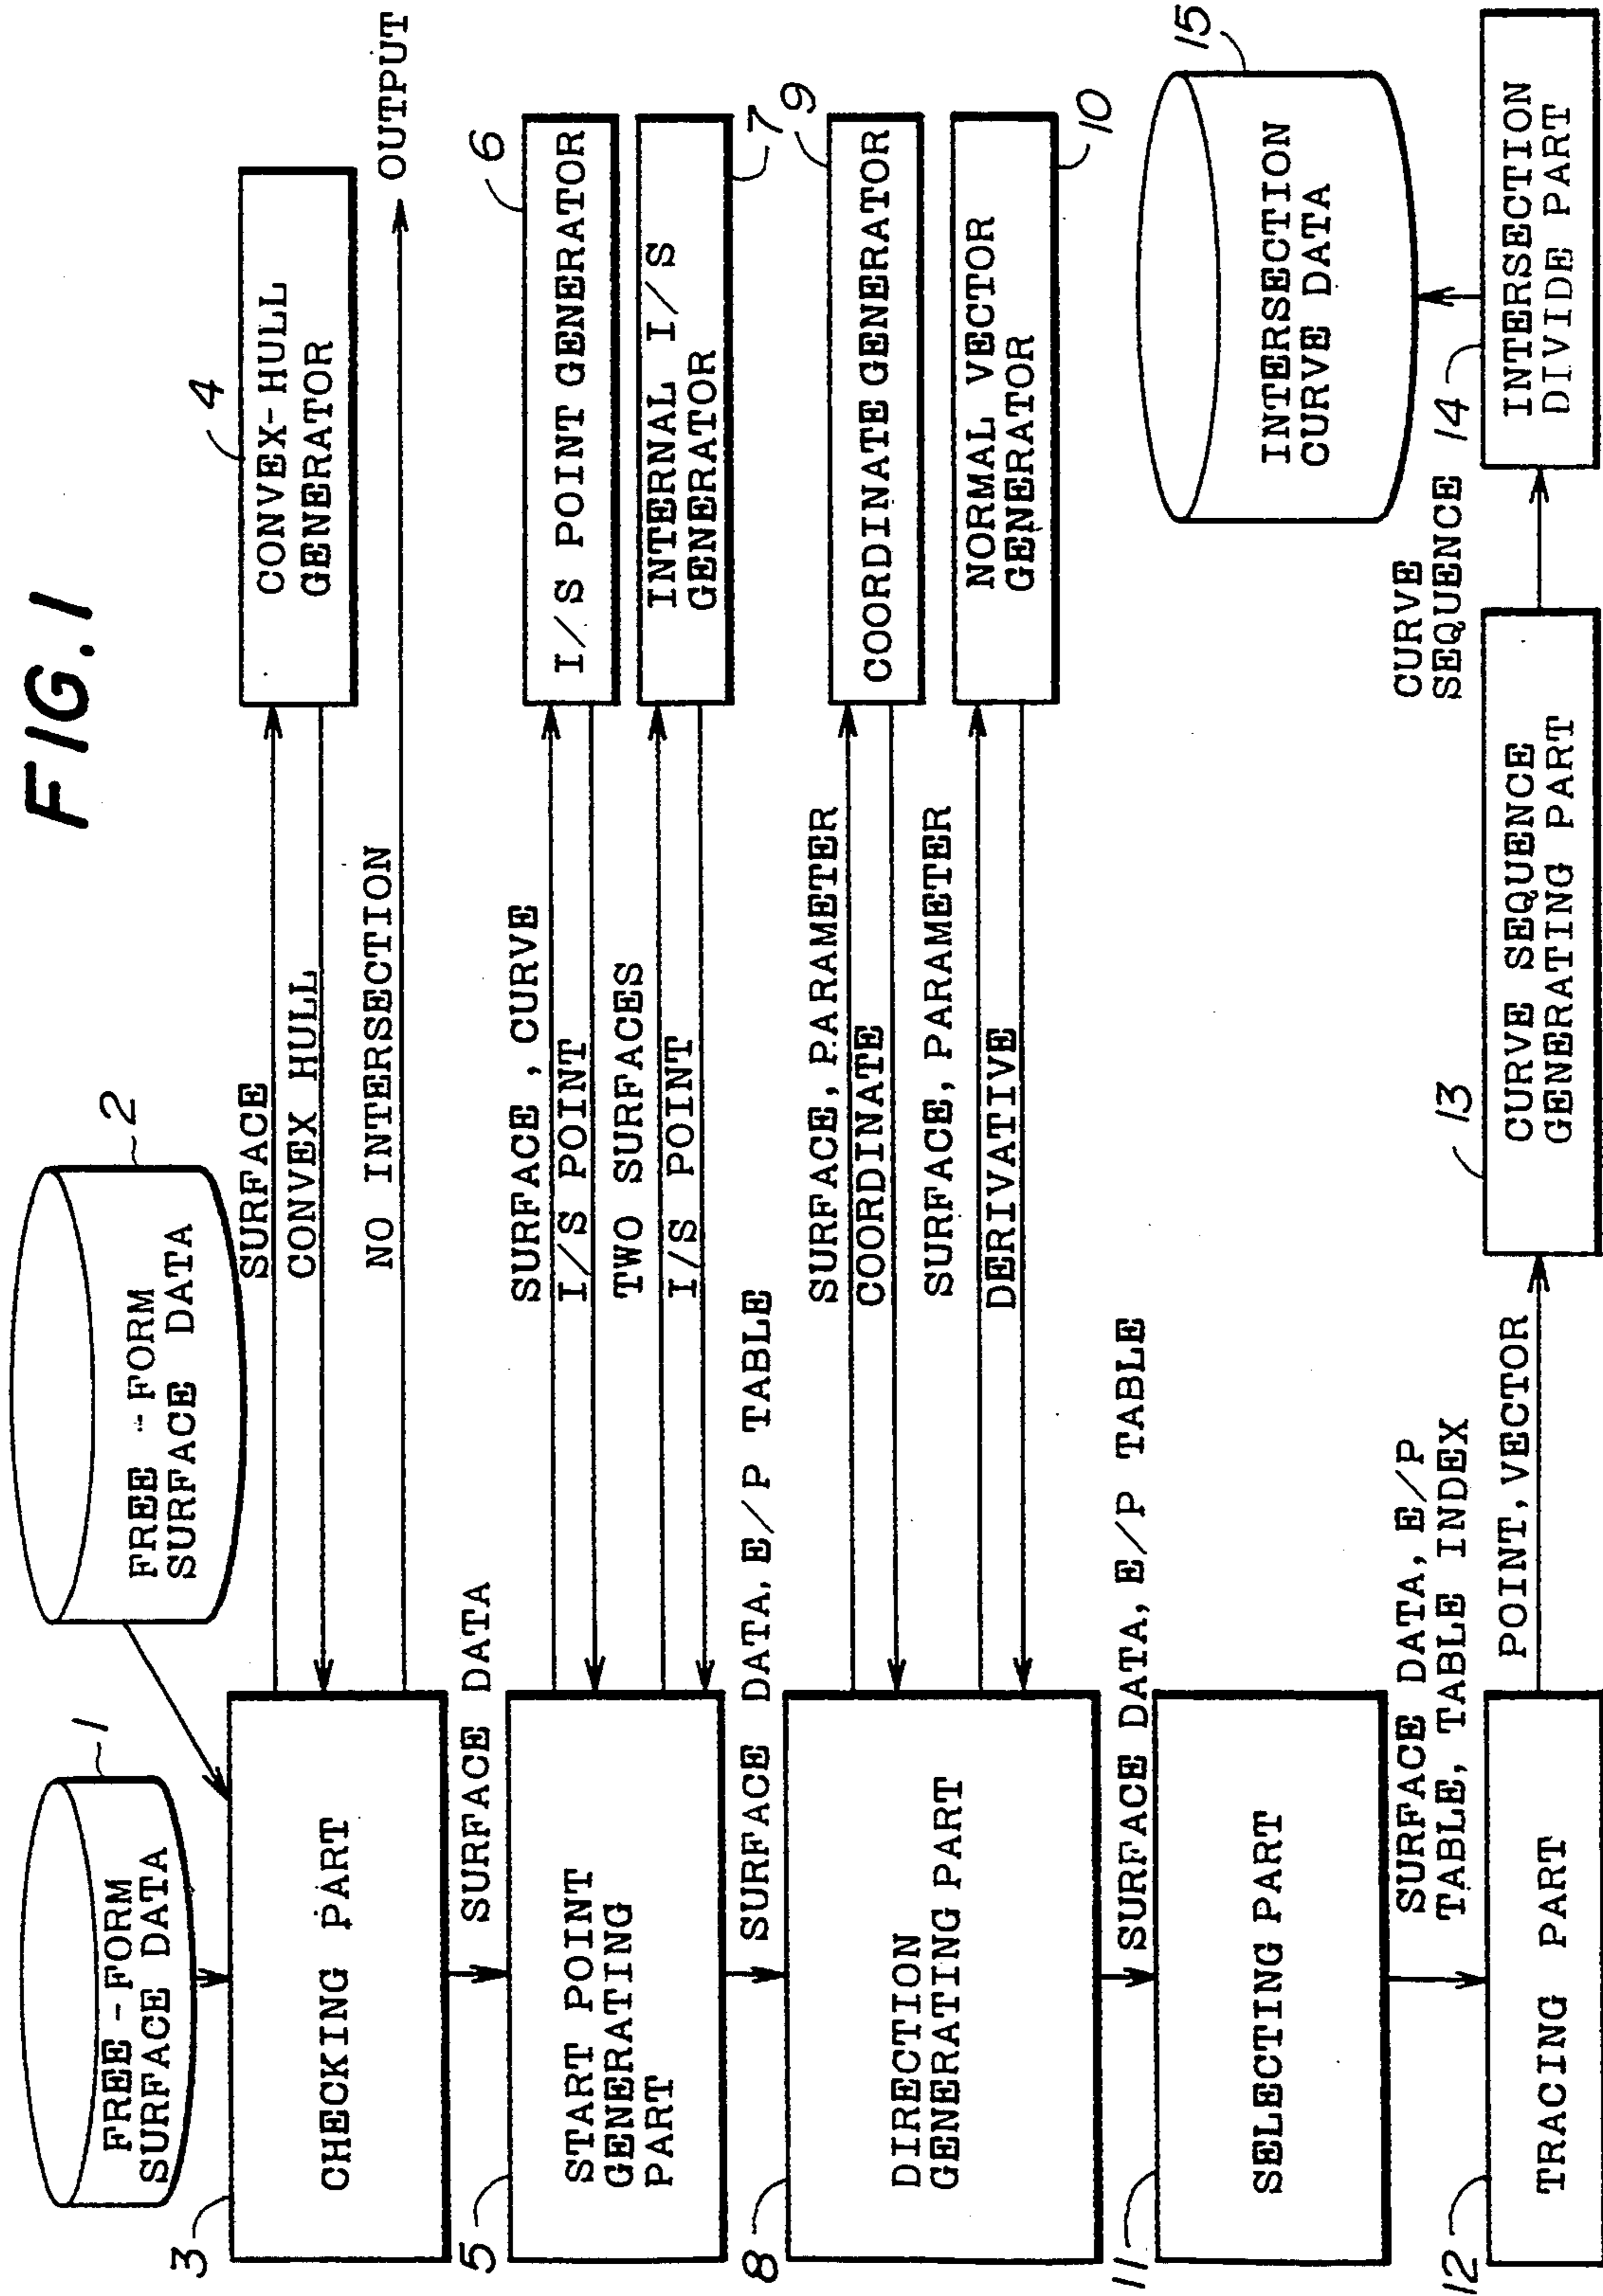 FIG. 1
1
FREE-FORM
SURFACE DATA
2
FREE-FORM
SURFACE DATA
3
CHECKING PART
SURFACE
CONVEX HULL
4
CONVEX-HULL
GENERATOR
NO INTERSECTION
OUTPUT
SURFACE DATA
5
START POINT
GENERATING
PART
SURFACE, CURVE
I/S POINT
6
I/S POINT GENERATOR
TWO SURFACES
I/S POINT
INTERNAL I/S
GENERATOR
7
SURFACE DATA, E/P TABLE
8
DIRECTION
GENERATING PART
SURFACE, PARAMETER
COORDINATE
9
COORDINATE GENERATOR
SURFACE, PARAMETER
DERIVATIVE
NORMAL VECTOR
GENERATOR
10
SURFACE DATA, E/P TABLE
11
SELECTING PART
SURFACE DATA, E/P
TABLE, TABLE INDEX
12
TRACING PART
POINT, VECTOR
13
CURVE SEQUENCE
GENERATING PART
CURVE
SEQUENCE
14
INTERSECTION
DIVIDE PART
15
INTERSECTION
CURVE DATA